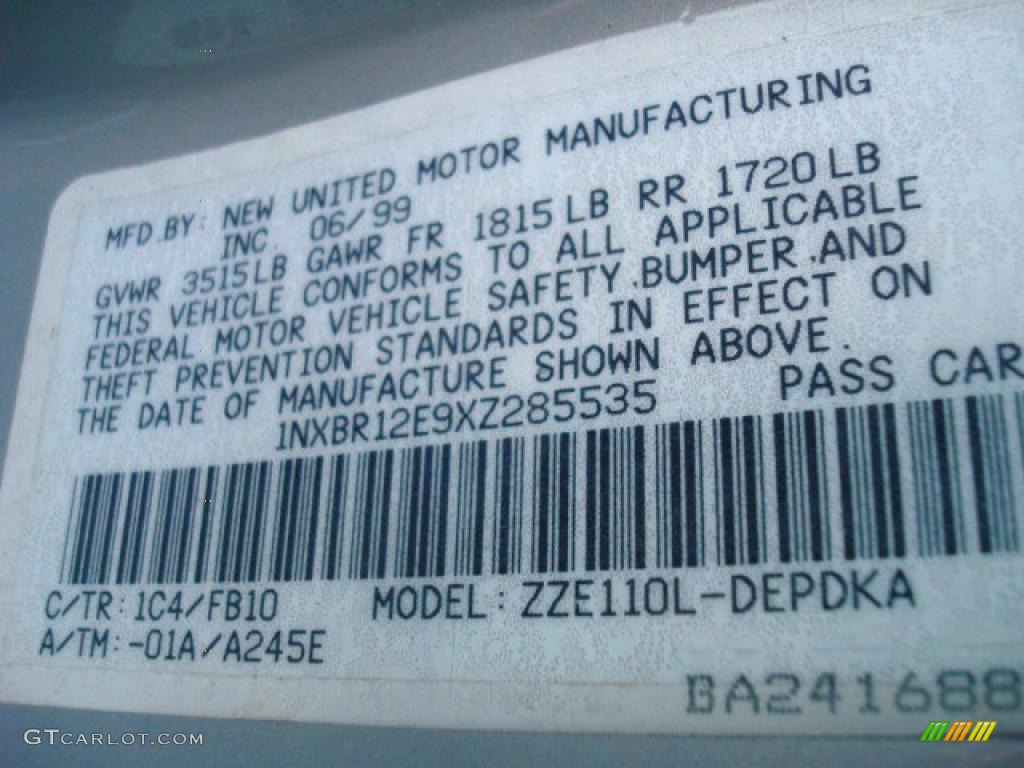 MFD.BY: NEW UNITED MOTOR MANUFACTURING
INC. 06/99
GVWR 3515LB GAWR FR 1815LB RR 1720LB
THIS VEHICLE CONFORMS TO ALL APPLICABLE
FEDERAL MOTOR VEHICLE SAFETY,BUMPER,AND
THEFT PREVENTION STANDARDS IN EFFECT ON
THE DATE OF MANUFACTURE SHOWN ABOVE.
1NXBR12E9XZ285535 PASS CAR
C/TR: 1C4/FB10 MODEL: ZZE110L-DEPDKA
A/TM: -01A/A245E
BA241688
GTCARLOT.COM